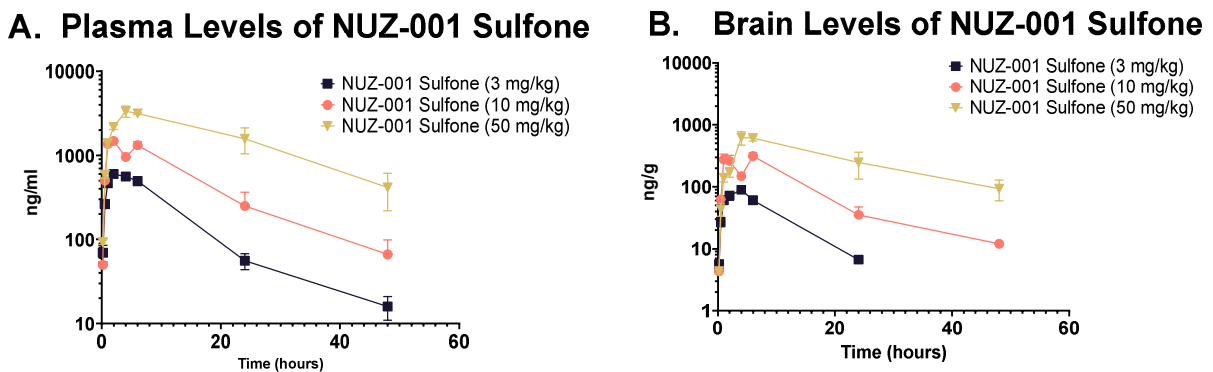 A. Plasma Levels of NUZ-001 Sulfone
10000
1000
100
10
ng/ml
0
20
40
60
Time (hours)
NUZ-001 Sulfone (3 mg/kg)
NUZ-001 Sulfone (10 mg/kg)
NUZ-001 Sulfone (50 mg/kg)
B. Brain Levels of NUZ-001 Sulfone
10000
1000
100
10
1
ng/g
0
20
40
60
Time (hours)
NUZ-001 Sulfone (3 mg/kg)
NUZ-001 Sulfone (10 mg/kg)
NUZ-001 Sulfone (50 mg/kg)